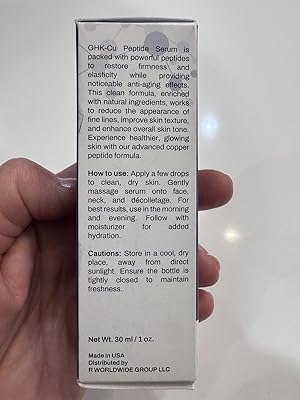 GHK-Cu Peptide Serum is
packed with powerful peptides
to restore firmness and
elasticity while providing
noticeable anti-aging effects.
This clean formula, enriched
with natural ingredients, works
to reduce the appearance of
fine lines, improve skin texture,
and enhance overall skin tone.
Experience healthier, glowing
skin with our advanced copper
peptide formula.
How to use: Apply a few drops
to clean, dry skin. Gently
massage serum onto face,
neck, and décolletage. For
best results, use in the morning
and evening. Follow with
moisturizer for added
hydration.
Cautions: Store in a cool, dry
place, away from direct
sunlight. Ensure the bottle is
tightly closed to maintain
freshness.
Net Wt. 30 ml / 1 oz.
Made in USA
Distributed by
R WORLDWIDE GROUP LLC